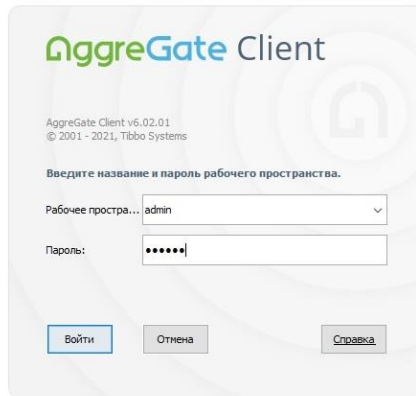 AggreGate Client
AggreGate Client v6.02.01
© 2001 - 2021, Tibbo Systems
Введите название и пароль рабочего пространства.
Рабочее простра... admin
Пароль: ••••••
Войти Отмена Справка